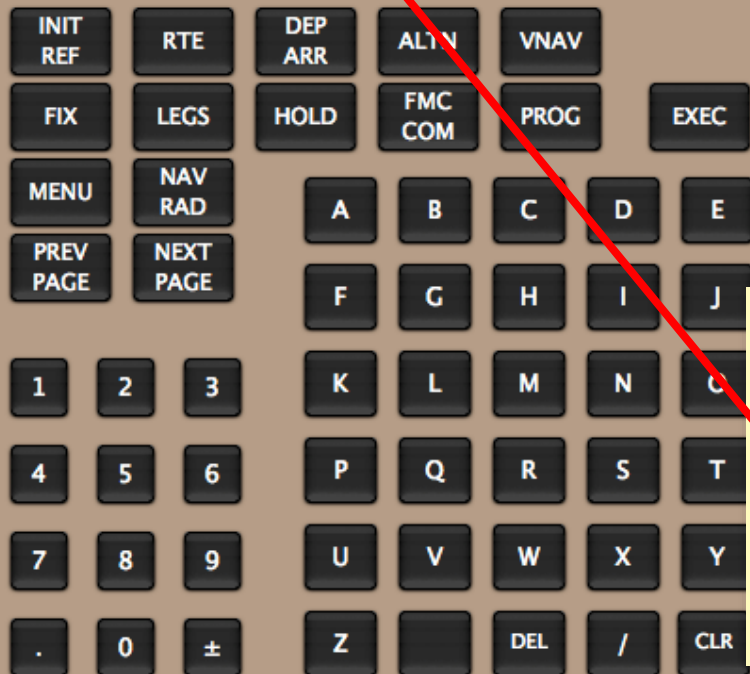 INIT REF RTE DEP ARR ALTN VNAV
FIX LEGS HOLD FMC COM PROG EXEC
MENU NAV RAD
A B C D E
PREV PAGE NEXT PAGE
F G H I J
1 2 3 K L M N O
4 5 6 P Q R S T
7 8 9 U V W X Y
. 0 ± Z DEL / CLR